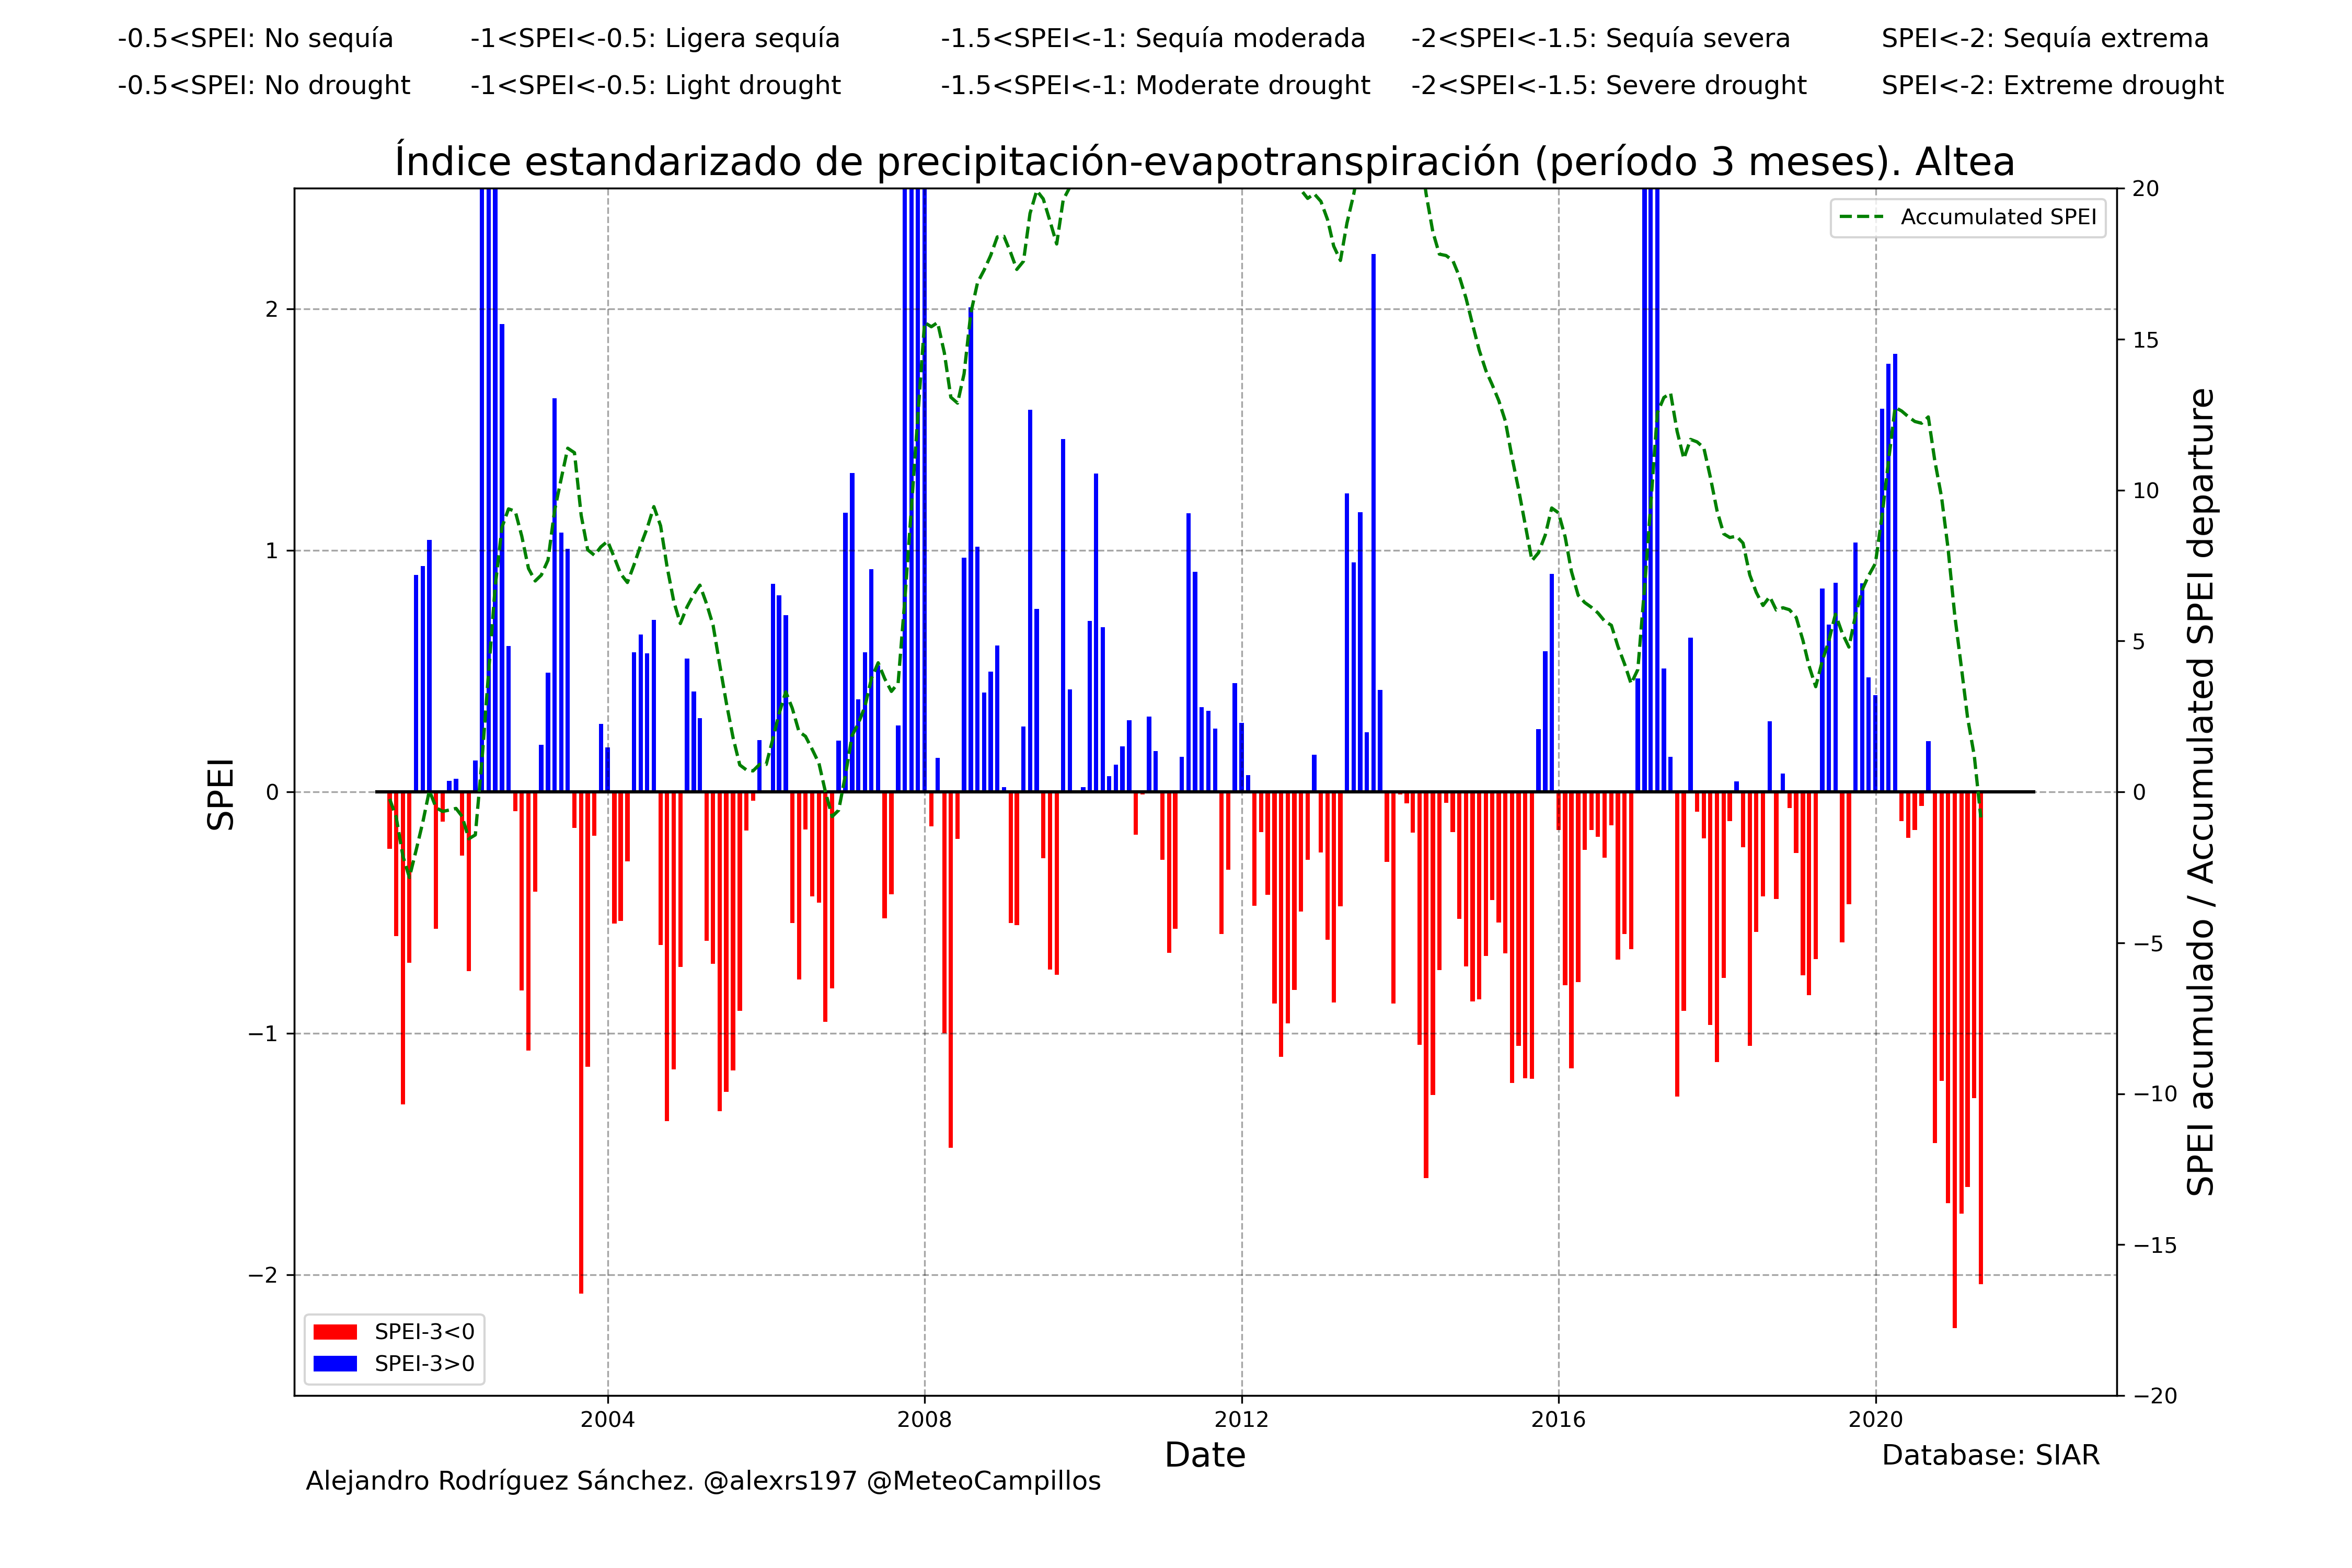 -0.5<SPEI: No sequía -1<SPEI<-0.5: Ligera sequía -1.5<SPEI<-1: Sequía moderada -2<SPEI<-1.5: Sequía severa SPEI<-2: Sequía extrema
-0.5<SPEI: No drought -1<SPEI<-0.5: Light drought -1.5<SPEI<-1: Moderate drought -2<SPEI<-1.5: Severe drought SPEI<-2: Extreme drought
Índice estandarizado de precipitación-evapotranspiración (período 3 meses). Altea
Accumulated SPEI
SPEI
2
1
0
−1
−2
20
15
10
5
0
−5
−10
−15
−20
SPEI acumulado / Accumulated SPEI departure
SPEI-3<0
SPEI-3>0
2004 2008 2012 2016 2020
Date
Database: SIAR
Alejandro Rodríguez Sánchez. @alexrs197 @MeteoCampillos